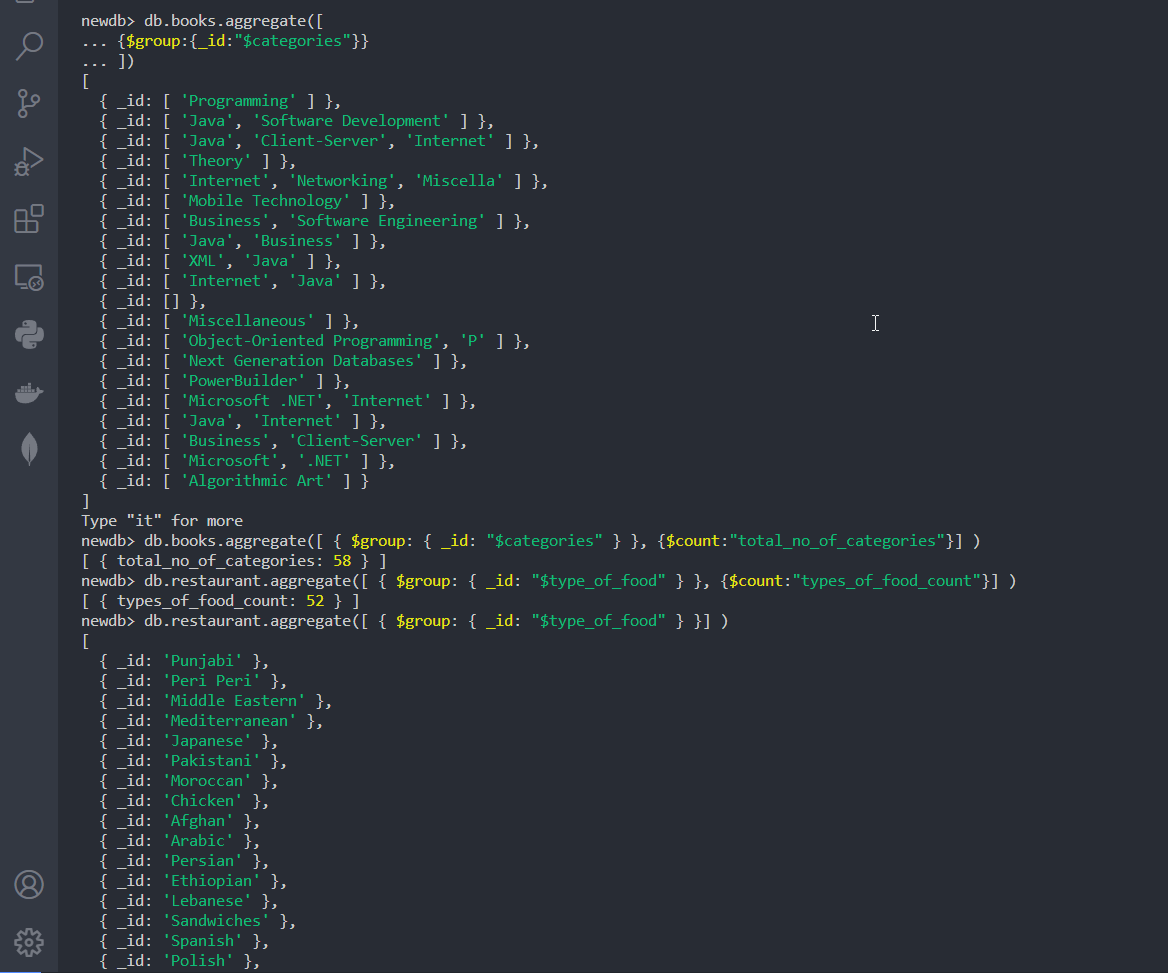 newdb> db.books.aggregate([
... {$group:{_id:"$categories"}}
... ])
[
  { _id: [ 'Programming' ] },
  { _id: [ 'Java', 'Software Development' ] },
  { _id: [ 'Java', 'Client-Server', 'Internet' ] },
  { _id: [ 'Theory' ] },
  { _id: [ 'Internet', 'Networking', 'Miscella' ] },
  { _id: [ 'Mobile Technology' ] },
  { _id: [ 'Business', 'Software Engineering' ] },
  { _id: [ 'Java', 'Business' ] },
  { _id: [ 'XML', 'Java' ] },
  { _id: [ 'Internet', 'Java' ] },
  { _id: [] },
  { _id: [ 'Miscellaneous' ] },
  { _id: [ 'Object-Oriented Programming', 'P' ] },
  { _id: [ 'Next Generation Databases' ] },
  { _id: [ 'PowerBuilder' ] },
  { _id: [ 'Microsoft .NET', 'Internet' ] },
  { _id: [ 'Java', 'Internet' ] },
  { _id: [ 'Business', 'Client-Server' ] },
  { _id: [ 'Microsoft', '.NET' ] },
  { _id: [ 'Algorithmic Art' ] }
]
Type "it" for more
newdb> db.books.aggregate([ { $group: { _id: "$categories" } }, {$count:"total_no_of_categories"}] )
[ { total_no_of_categories: 58 } ]
newdb> db.restaurant.aggregate([ { $group: { _id: "$type_of_food" } }, {$count:"types_of_food_count"}] )
[ { types_of_food_count: 52 } ]
newdb> db.restaurant.aggregate([ { $group: { _id: "$type_of_food" } }] )
[
  { _id: 'Punjabi' },
  { _id: 'Peri Peri' },
  { _id: 'Middle Eastern' },
  { _id: 'Mediterranean' },
  { _id: 'Japanese' },
  { _id: 'Pakistani' },
  { _id: 'Moroccan' },
  { _id: 'Chicken' },
  { _id: 'Afghan' },
  { _id: 'Arabic' },
  { _id: 'Persian' },
  { _id: 'Ethiopian' },
  { _id: 'Lebanese' },
  { _id: 'Sandwiches' },
  { _id: 'Spanish' },
  { _id: 'Polish' },